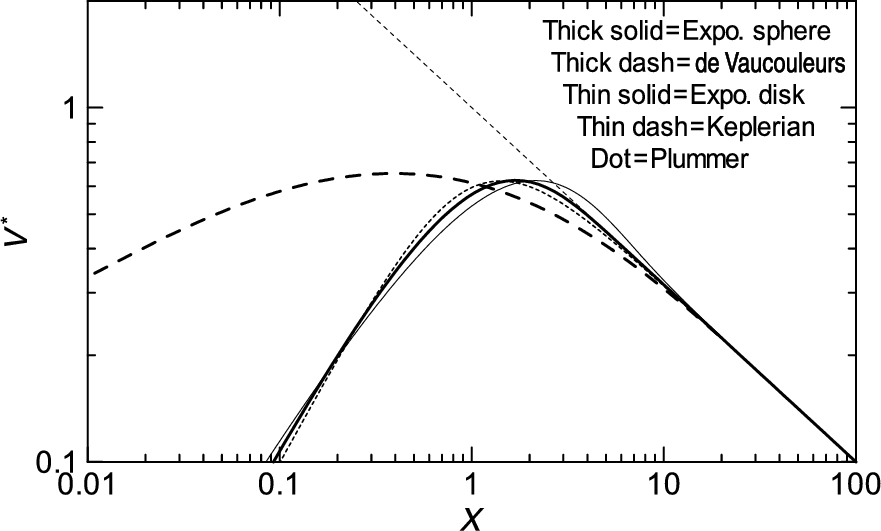 Thick solid=Expo. sphere
Thick dash=de Vaucouleurs
Thin solid=Expo. disk
Thin dash=Keplerian
Dot=Plummer
1
V*
0.1
0.01 0.1 1 10 100
X